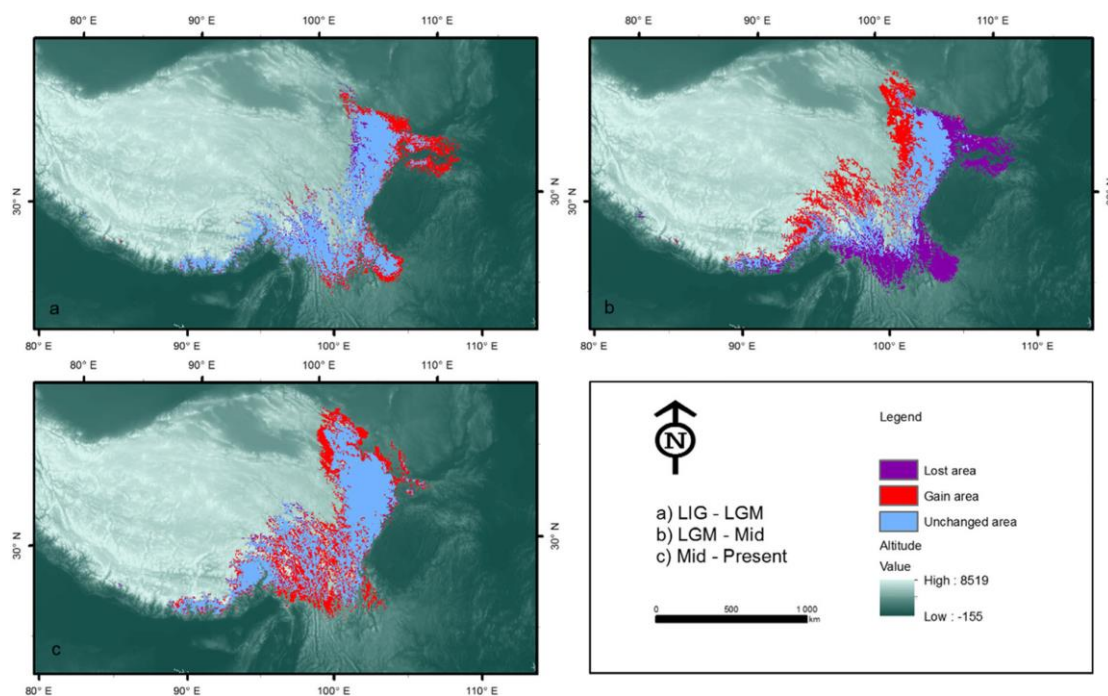 80° E 90° E 100° E 110° E
30° N
30° N
a
80° E 90° E 100° E 110° E
80° E 90° E 100° E 110° E
30° N
30° N
b
80° E 90° E 100° E 110° E
80° E 90° E 100° E 110° E
30° N
30° N
c
80° E 90° E 100° E 110° E
N
a) LIG - LGM
b) LGM - Mid
c) Mid - Present
0 500 1 000
km
Legend
Lost area
Gain area
Unchanged area
Altitude
Value
High : 8519
Low : -155